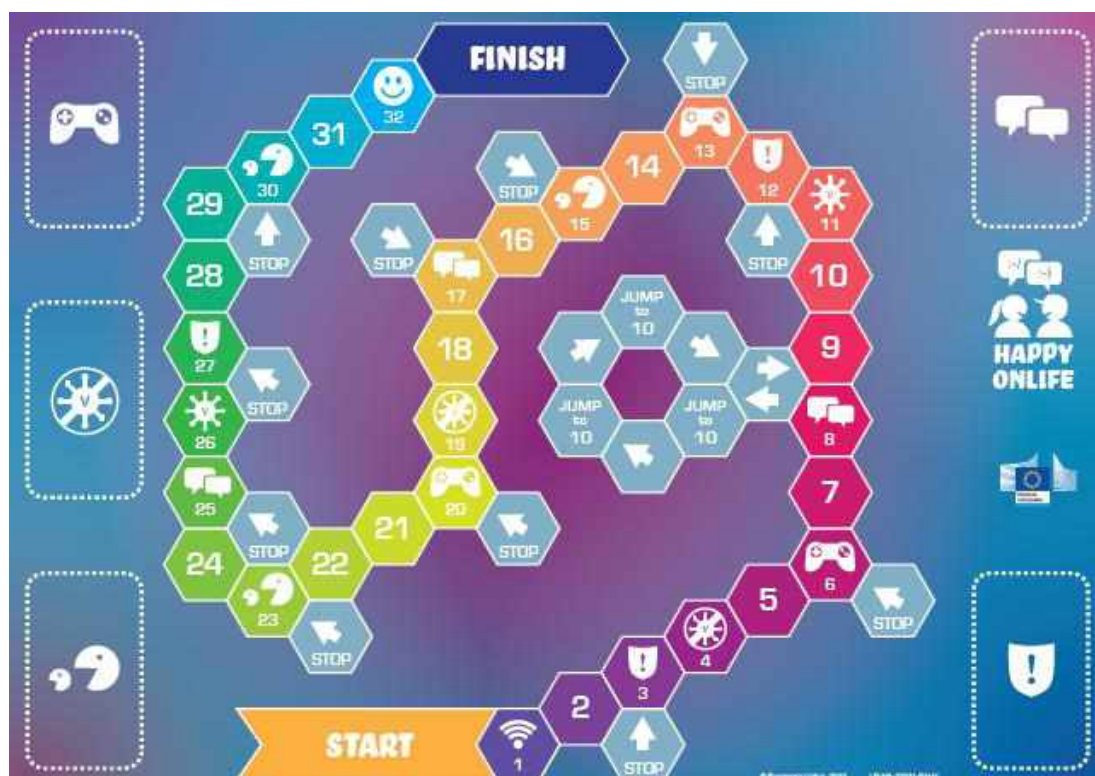 FINISH
STOP
32
31
30
29
STOP
28
27
STOP
26
25
STOP
24
23
STOP
22
21
20
STOP
19
18
17
STOP
16
STOP
15
14
13
12
STOP
11
10
9
8
7
6
STOP
5
4
3
STOP
2
1
START
JUMP
to
10
JUMP
to
10
JUMP
to
10
HAPPY
ONLIFE
V
V
V
V
V